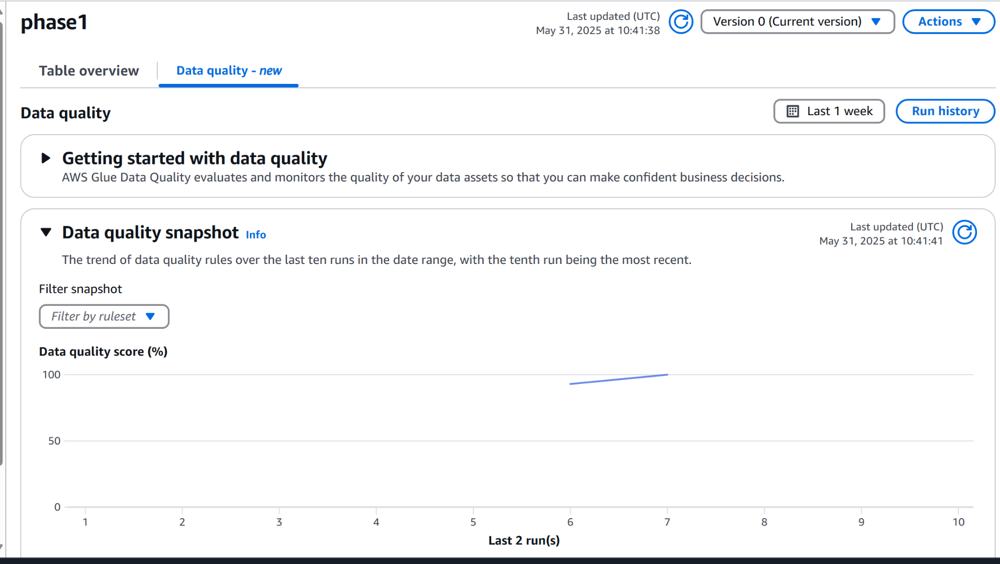 phase1
Last updated (UTC)
May 31, 2025 at 10:41:38
Version 0 (Current version)
Actions
Table overview
Data quality - new
Data quality
Last 1 week
Run history
Getting started with data quality
AWS Glue Data Quality evaluates and monitors the quality of your data assets so that you can make confident business decisions.
Data quality snapshot Info
Last updated (UTC)
May 31, 2025 at 10:41:41
The trend of data quality rules over the last ten runs in the date range, with the tenth run being the most recent.
Filter snapshot
Filter by ruleset
Data quality score (%)
100
50
0
1 2 3 4 5 6 7 8 9 10
Last 2 run(s)